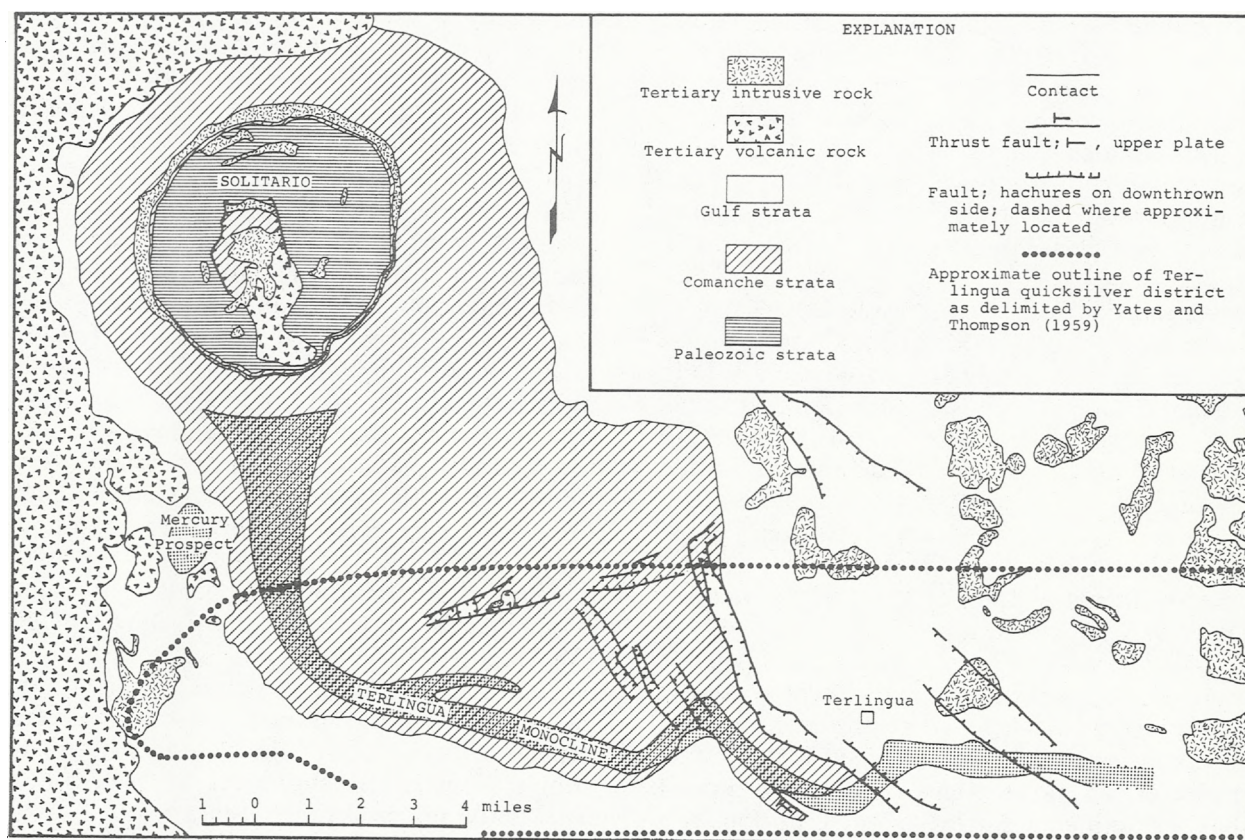 EXPLANATION
Tertiary intrusive rock
Tertiary volcanic rock
Gulf strata
Comanche strata
Paleozoic strata
Contact
Thrust fault; ⊢, upper plate
Fault; hachures on downthrown
side; dashed where approxi-
mately located
Approximate outline of Ter-
lingua quicksilver district
as delimited by Yates and
Thompson (1959)
SOLITARIO
Mercury
Prospect
TERLINGUA
MONOCLINE
Terlingua
1 0 1 2 3 4 miles